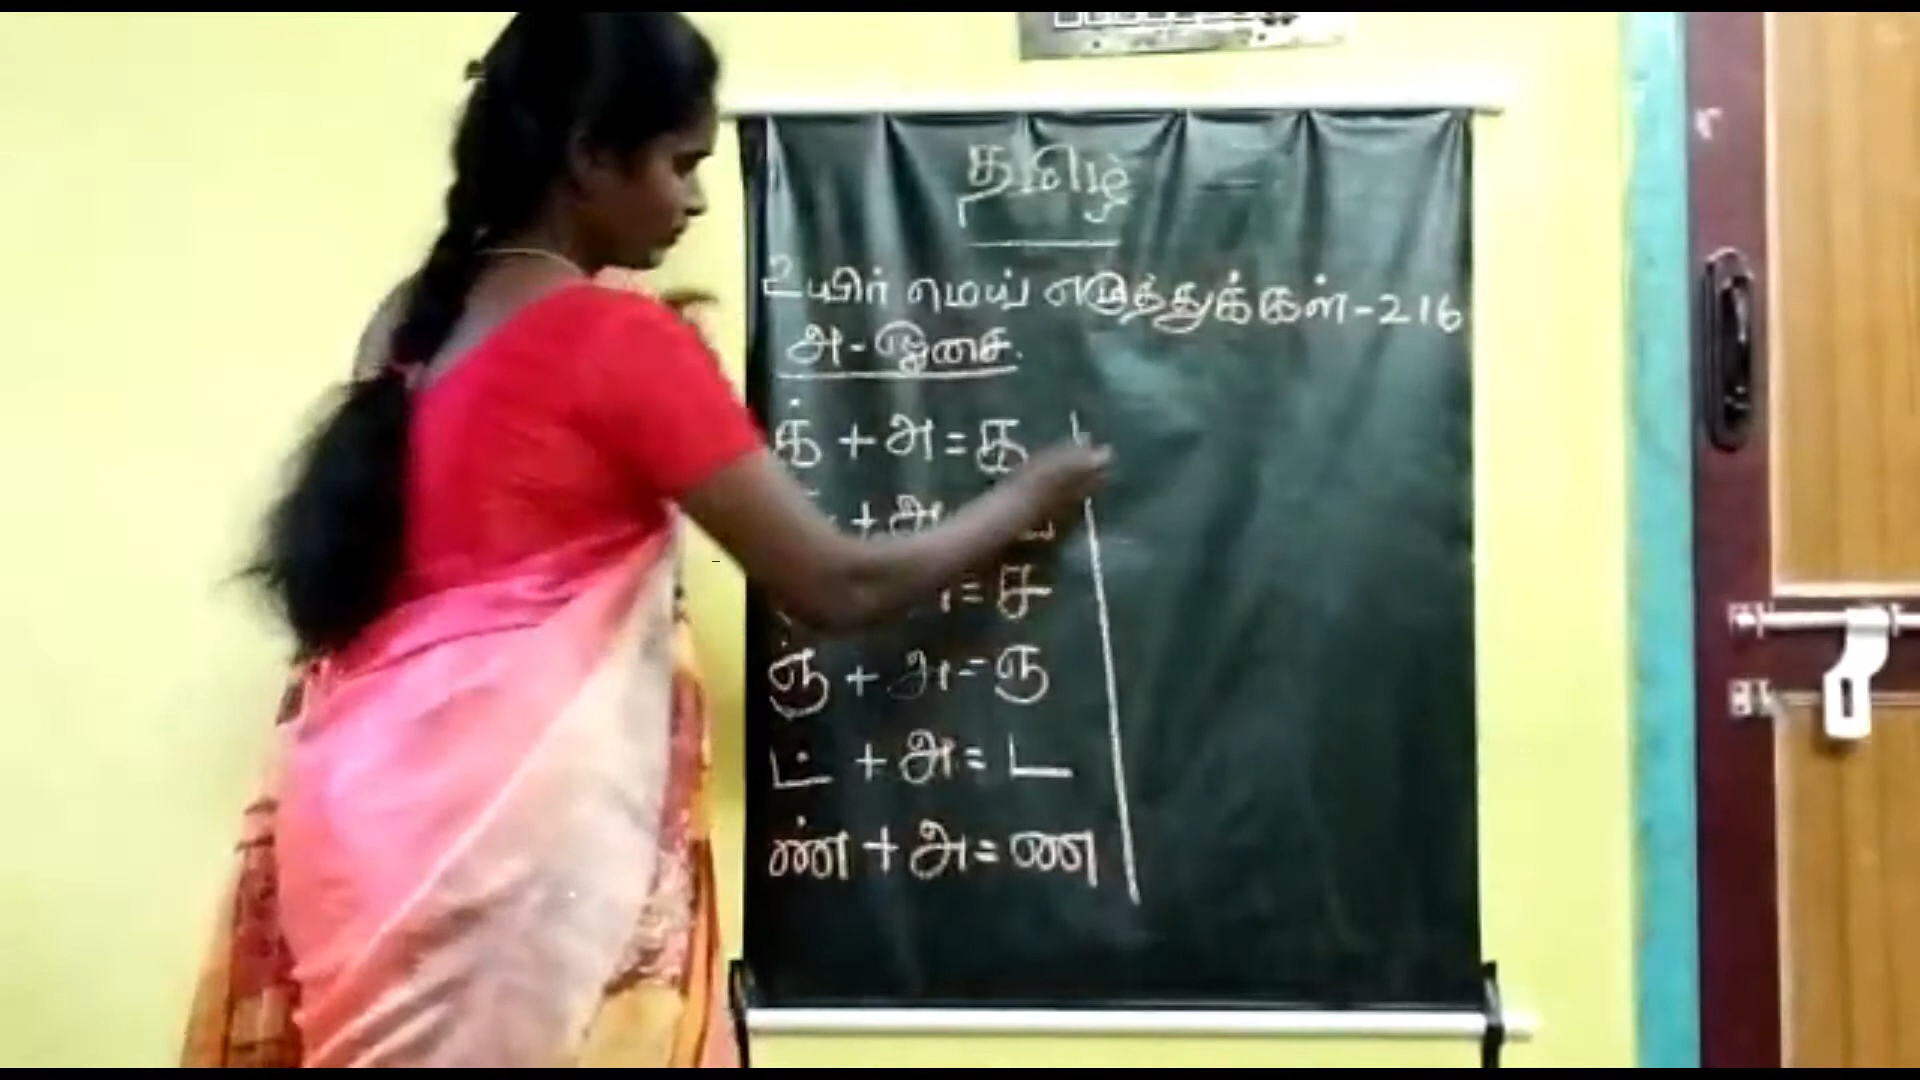 தமிழ்
உயிர் மெய் எழுத்துக்கள்-216
அ-ஓசை.
க் + அ = க
+ அ
= ச
ஞ் + அ = ஞ
ட் + அ = ட
ண் + அ = ண